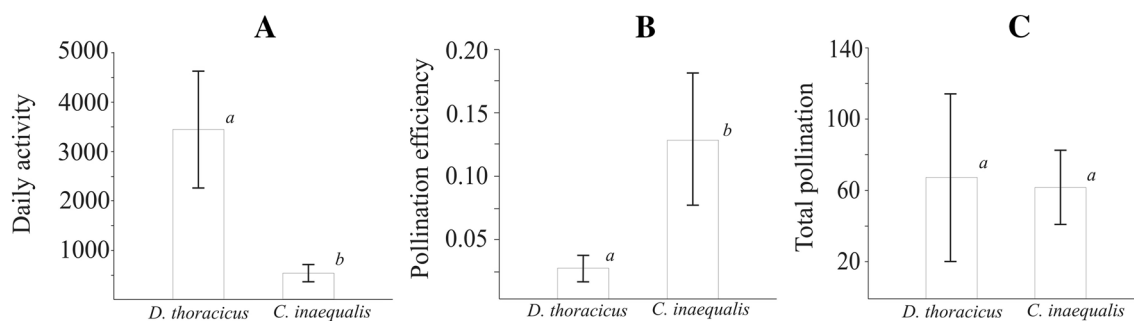 A
Daily activity
5000
4000
3000
2000
1000
a
b
D. thoracicus
C. inaequalis
B
Pollination efficiency
0.20
0.15
0.10
0.05
a
b
D. thoracicus
C. inaequalis
C
Total pollination
140
100
60
20
a
a
D. thoracicus
C. inaequalis